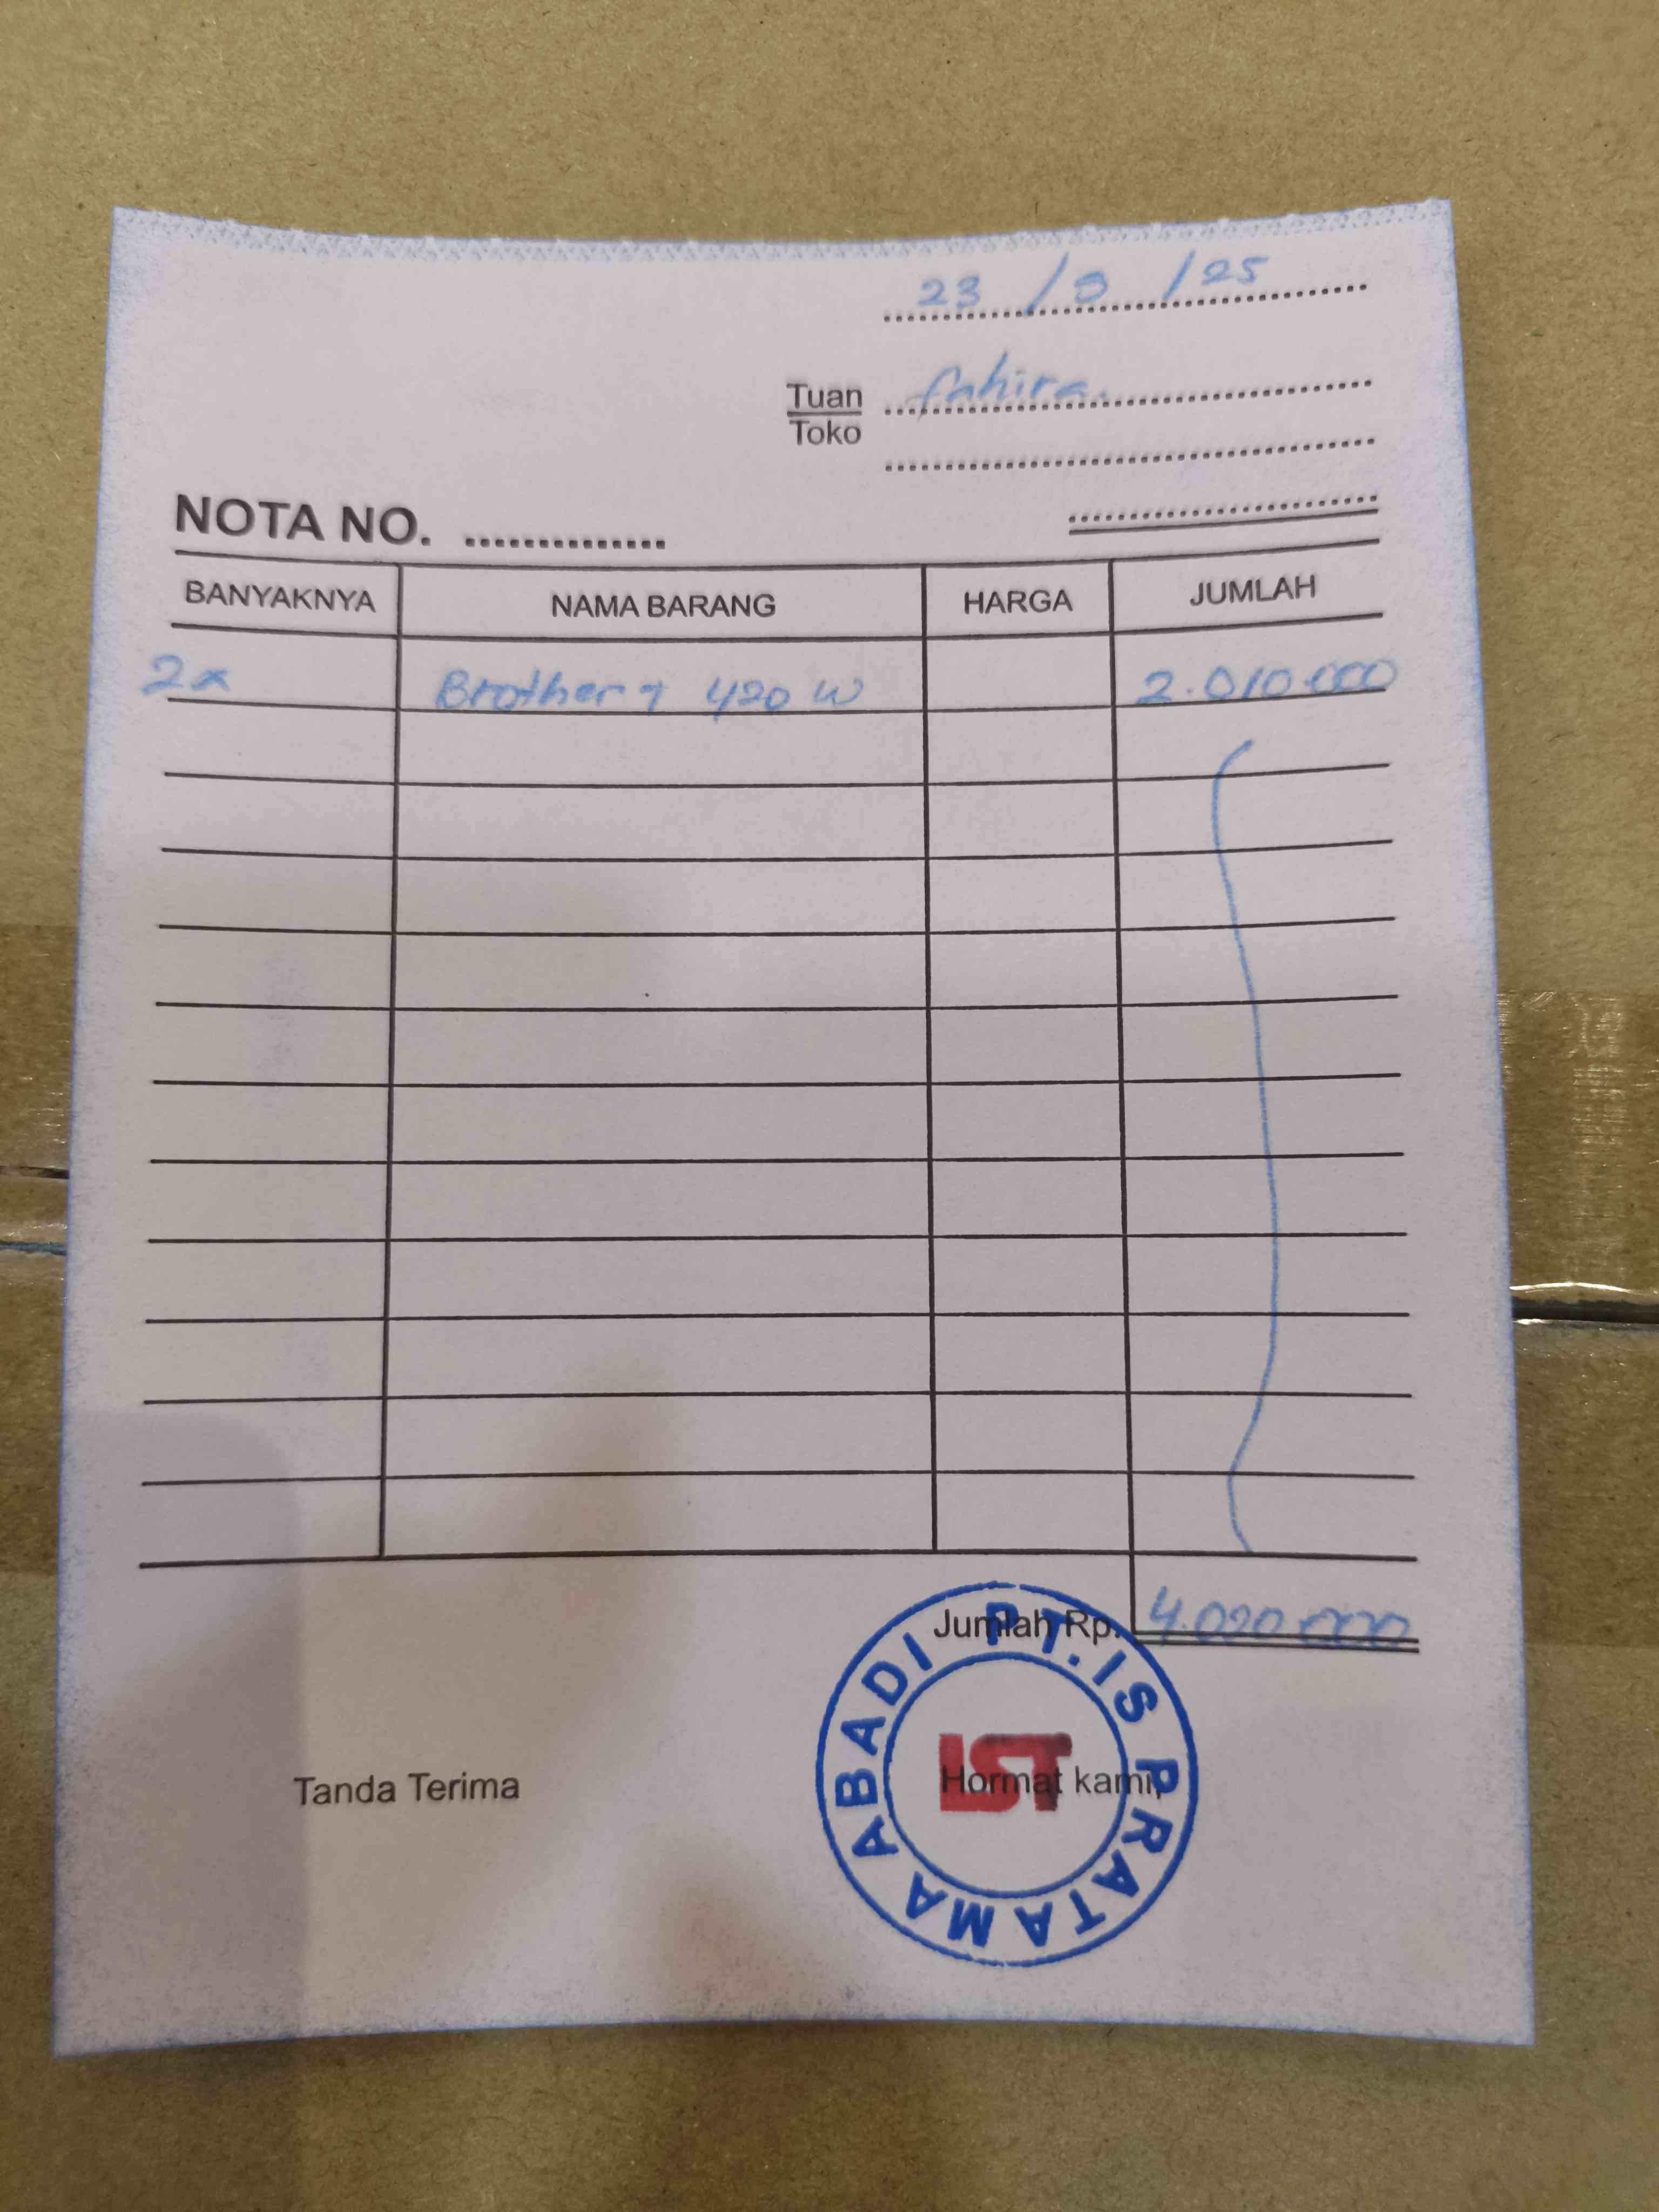 23 / 9 / 25
Tuan fahira.
Toko
NOTA NO.
BANYAKNYA NAMA BARANG HARGA JUMLAH
2x Brother T 420 W 2.010.000
Jumlah Rp. 4.020.000
Tanda Terima Hormat kami,
PT. IS PRATAMA ABADI
IST